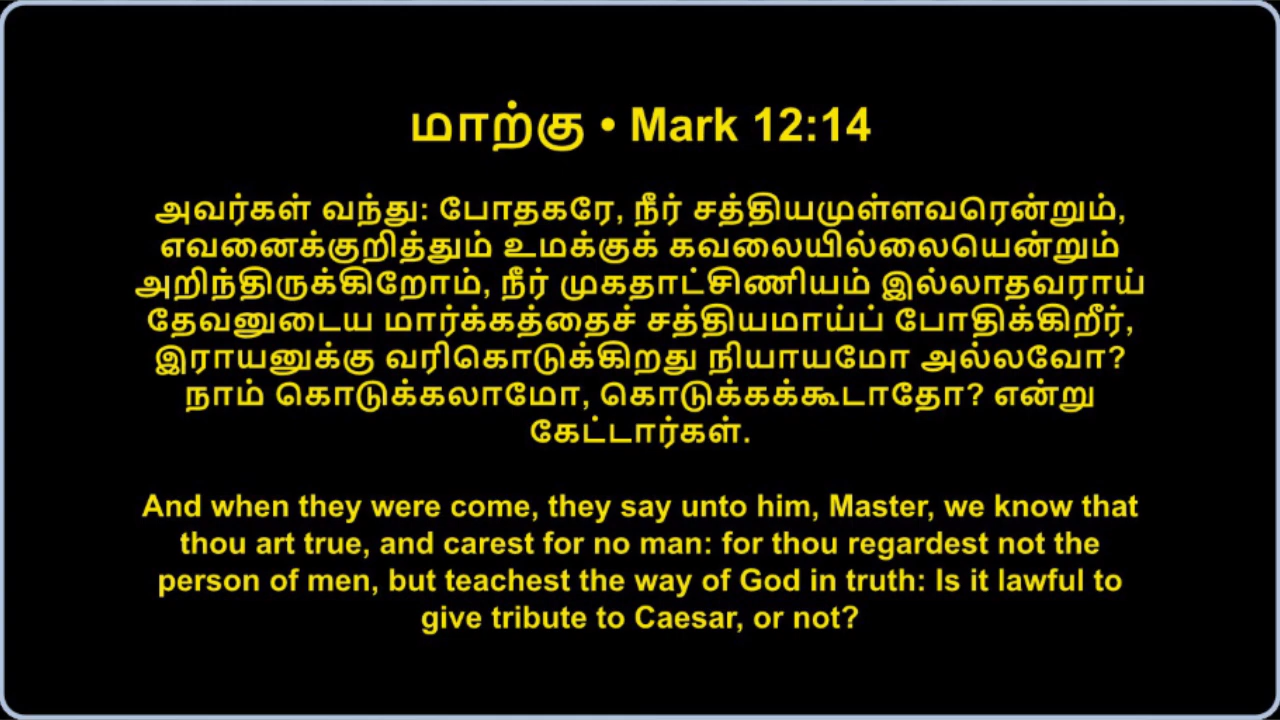 மாற்கு • Mark 12:14
அவர்கள் வந்து: போதகரே, நீர் சத்தியமுள்ளவரென்றும்,
எவனைக்குறித்தும் உமக்குக் கவலையில்லையென்றும்
அறிந்திருக்கிறோம், நீர் முகதாட்சிணியம் இல்லாதவராய்
தேவனுடைய மார்க்கத்தைச் சத்தியமாய்ப் போதிக்கிறீர்,
இராயனுக்கு வரிகொடுக்கிறது நியாயமோ அல்லவோ?
நாம் கொடுக்கலாமோ, கொடுக்கக்கூடாதோ? என்று
கேட்டார்கள்.
And when they were come, they say unto him, Master, we know that
thou art true, and carest for no man: for thou regardest not the
person of men, but teachest the way of God in truth: Is it lawful to
give tribute to Caesar, or not?